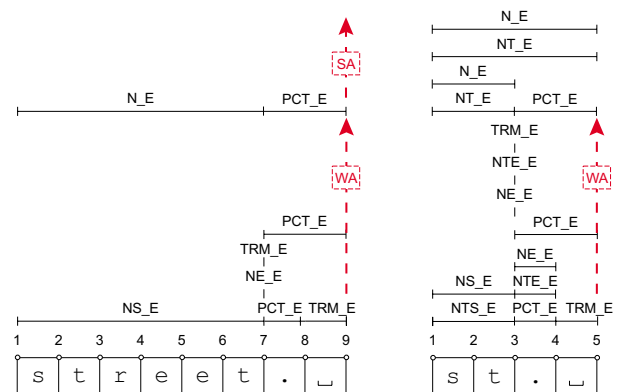 N_E
SA
NT_E
N_E
N_E PCT_E NT_E PCT_E
TRM_E
NTE_E
WA WA
NE_E
PCT_E PCT_E
TRM_E
NE_E
NE_E
NS_E NTE_E
NS_E PCT_E TRM_E NTS_E PCT_E TRM_E
1 2 3 4 5 6 7 8 9 1 2 3 4 5
s t r e e t . ␣ s t . ␣